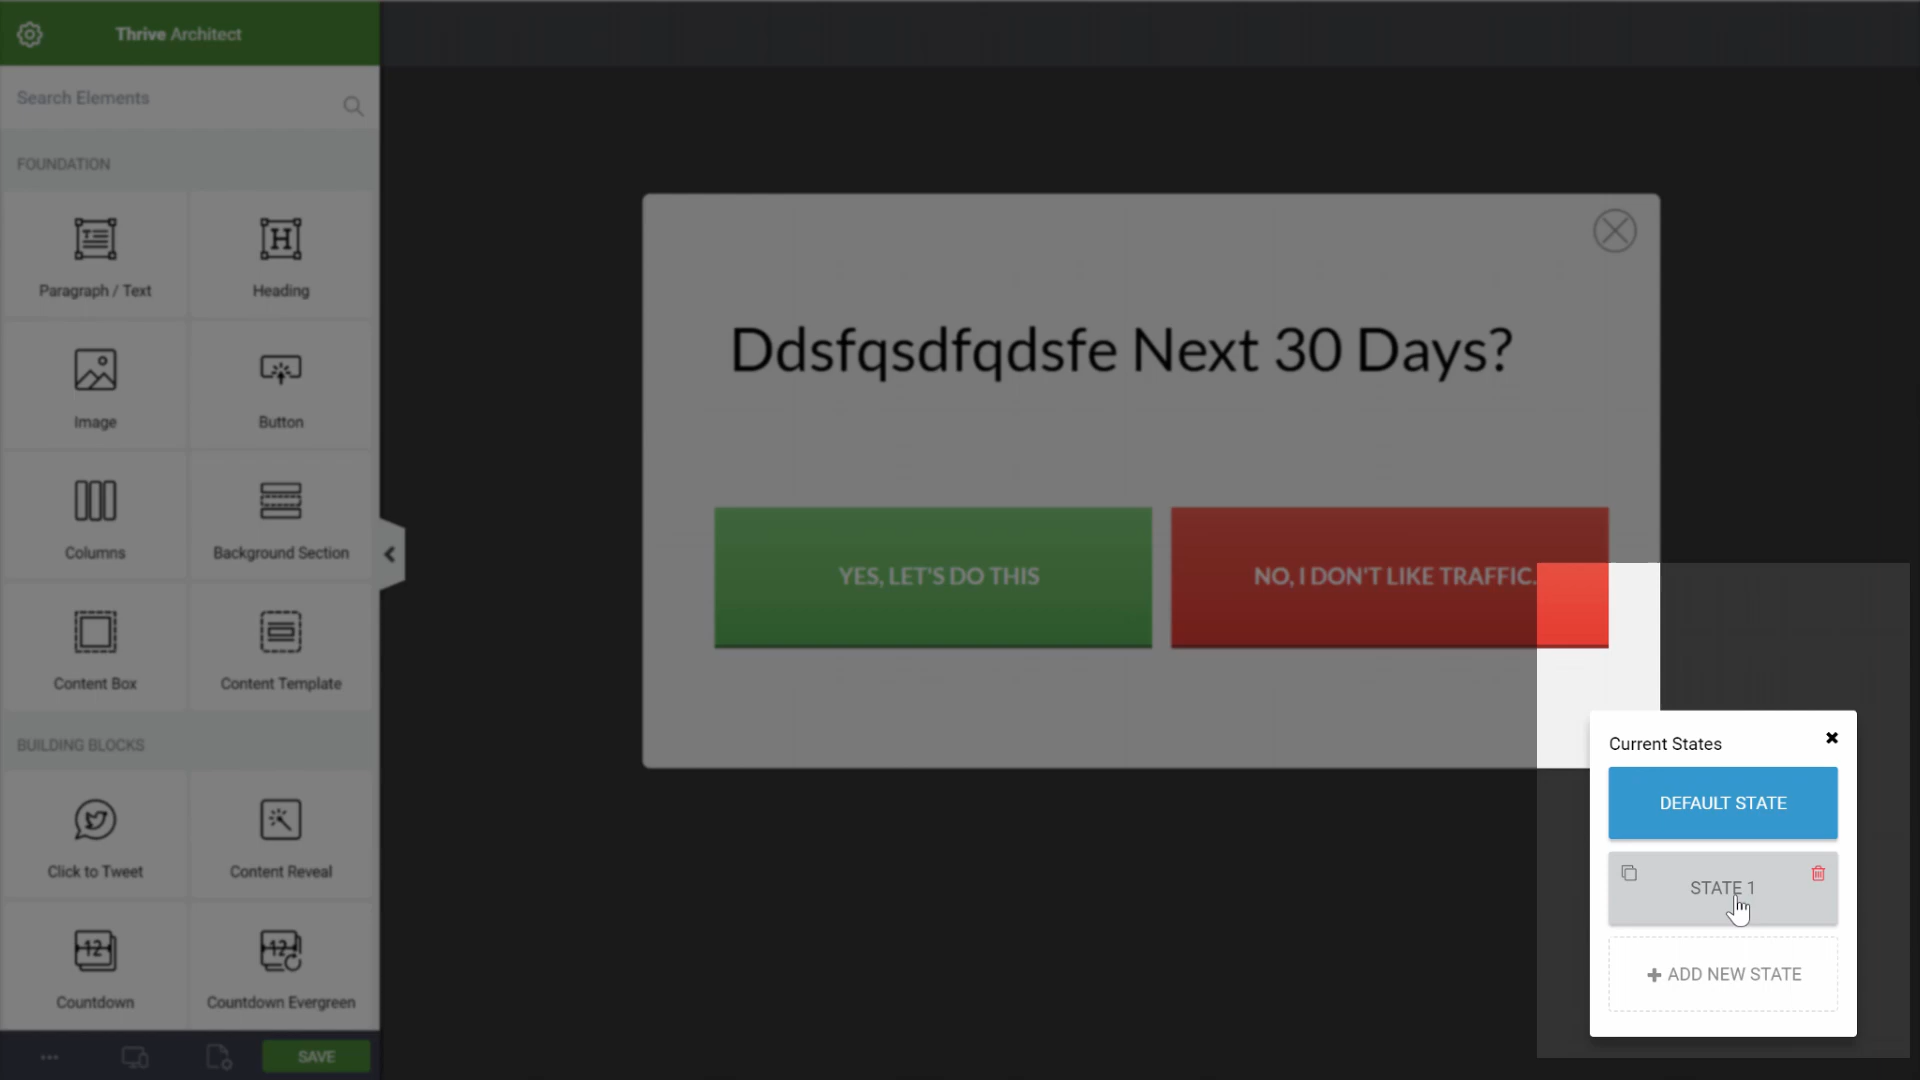 Thrive Architect
Search Elements
FOUNDATION
Paragraph / Text
Heading
Image
Button
Columns
Background Section
Content Box
Content Template
BUILDING BLOCKS
Click to Tweet
Content Reveal
12
Countdown
12
Countdown Evergreen
SAVE
Ddsfqsdfqdsfe Next 30 Days?
YES, LET'S DO THIS
NO, I DON'T LIKE TRAFFIC.
Current States
DEFAULT STATE
STATE 1
ADD NEW STATE